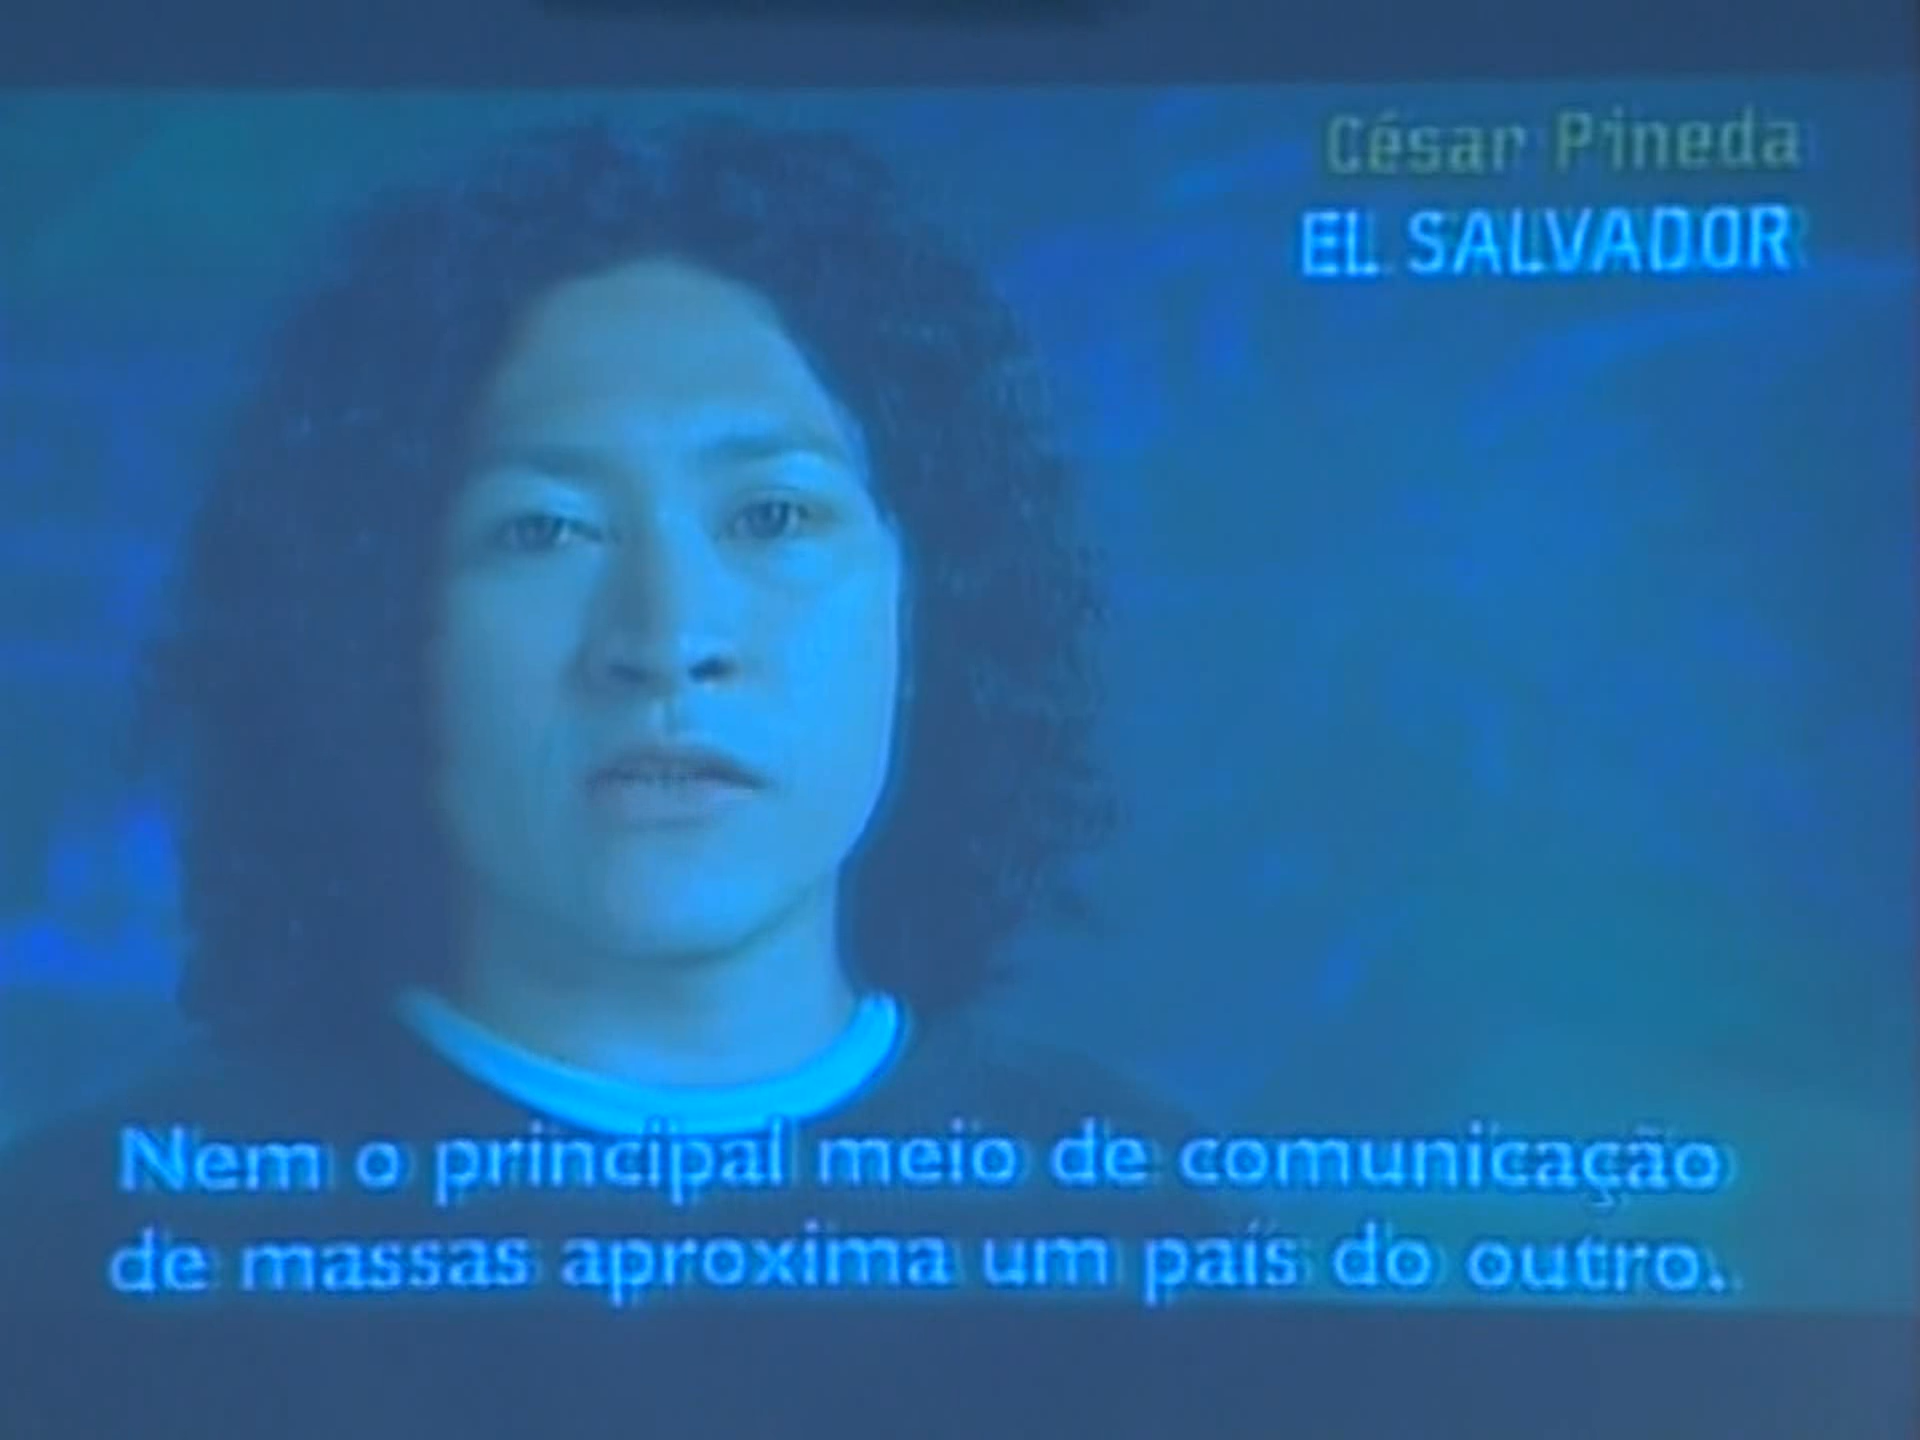 César Pineda
EL SALVADOR
Nem o principal meio de comunicação
de massas aproxima um país do outro.